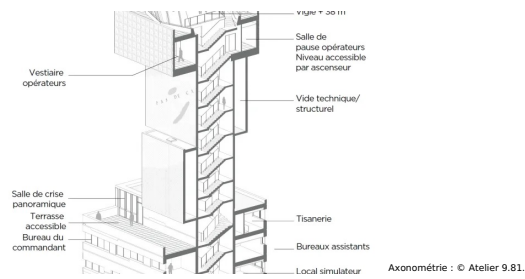 Vigie + 38 m
Salle de
pause opérateurs
Niveau accessible
par ascenseur
Vestiaire
opérateurs
Vide technique/
structurel
Salle de crise
panoramique
Terrasse
accessible
Bureau du
commandant
Tisanerie
Bureaux assistants
Local simulateur
Axonométrie : © Atelier 9.81.